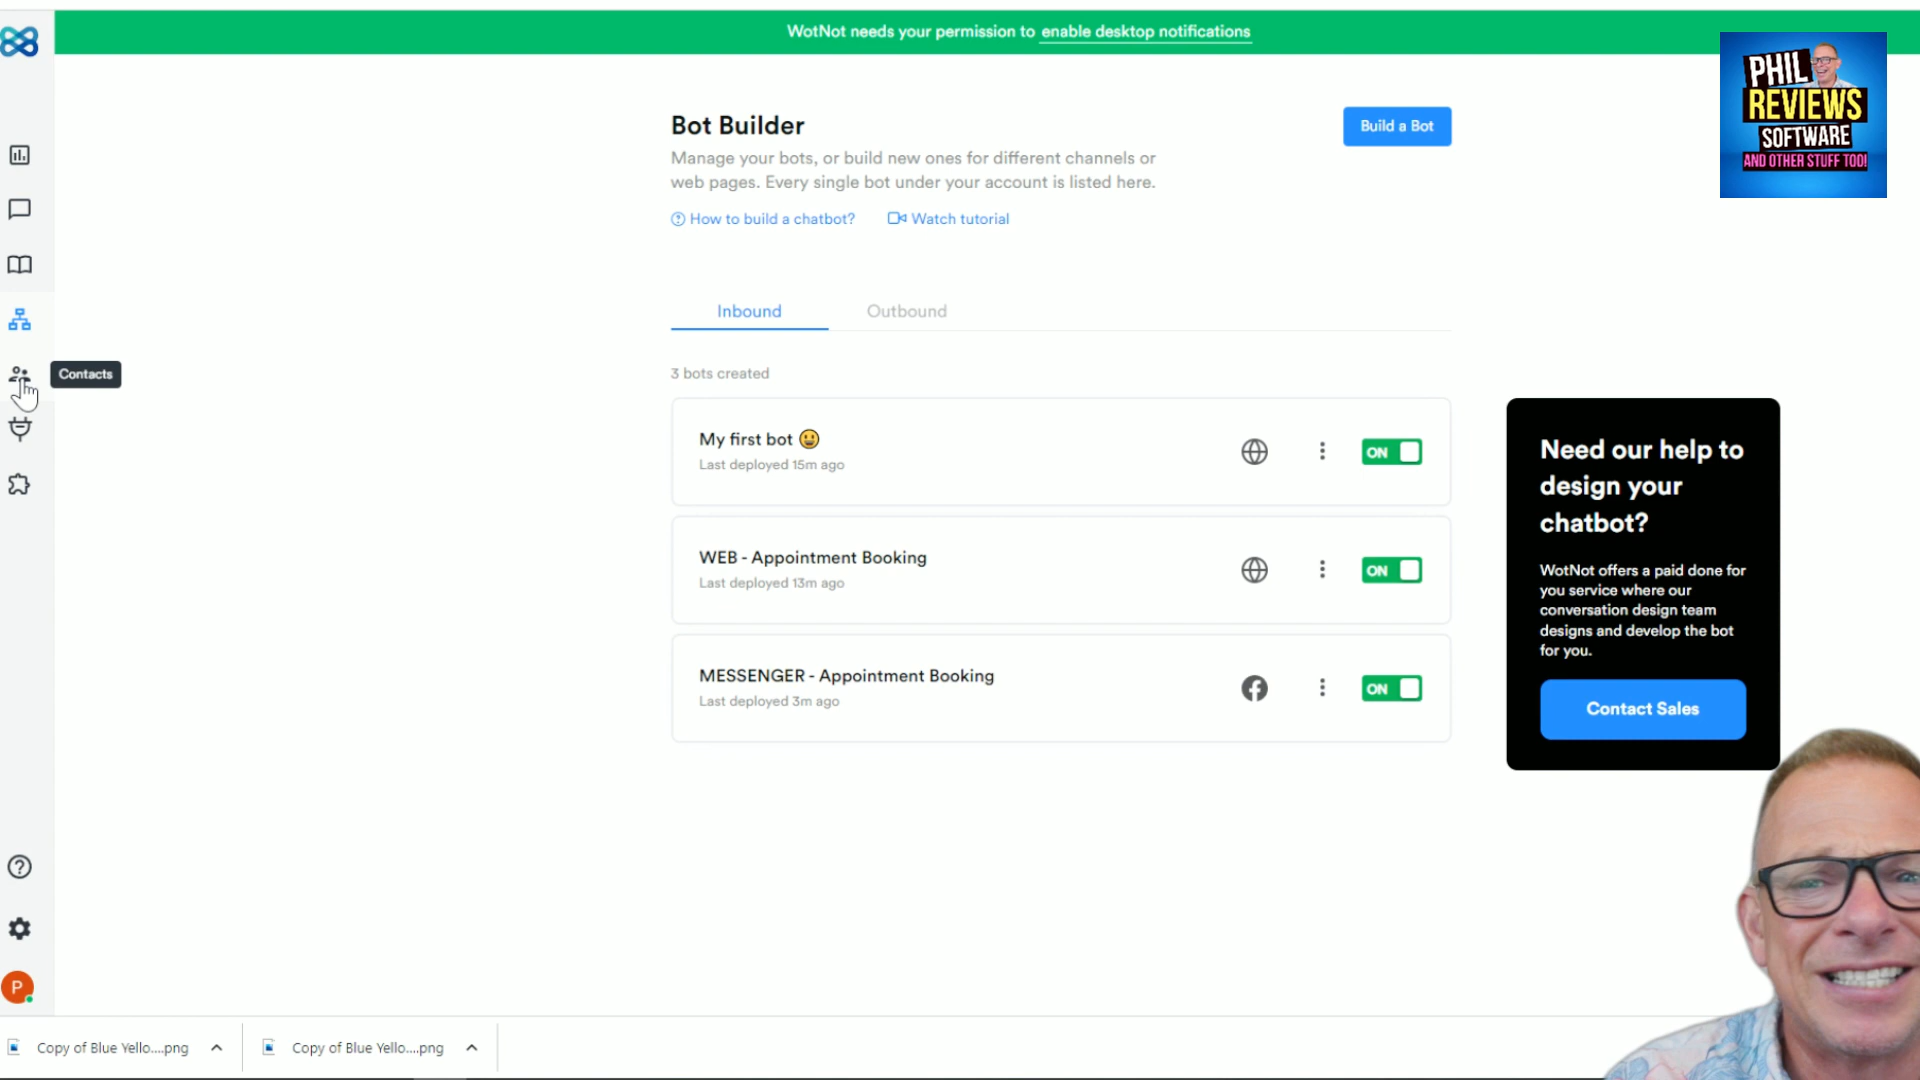 WotNot needs your permission to enable desktop notifications
PHIL
REVIEWS
SOFTWARE
AND OTHER STUFF TOO!
Bot Builder
Build a Bot
Manage your bots, or build new ones for different channels or
web pages. Every single bot under your account is listed here.
How to build a chatbot? Watch tutorial
Inbound Outbound
Contacts
3 bots created
My first bot 😀
Last deployed 15m ago
ON
WEB - Appointment Booking
Last deployed 13m ago
ON
MESSENGER - Appointment Booking
Last deployed 3m ago
ON
Need our help to
design your
chatbot?
WotNot offers a paid done for
you service where our
conversation design team
designs and develop the bot
for you.
Contact Sales
P
Copy of Blue Yello....png
Copy of Blue Yello....png